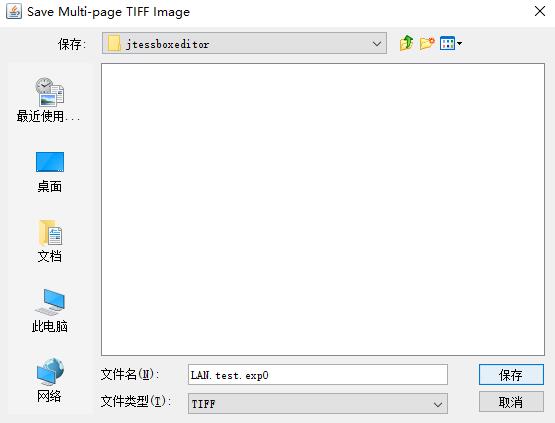 Save Multi-page TIFF Image
保存:
jtessboxeditor
最近使用...
桌面
文档
此电脑
网络
文件名(N):
LAN.test.exp0
保存
文件类型(T):
TIFF
取消